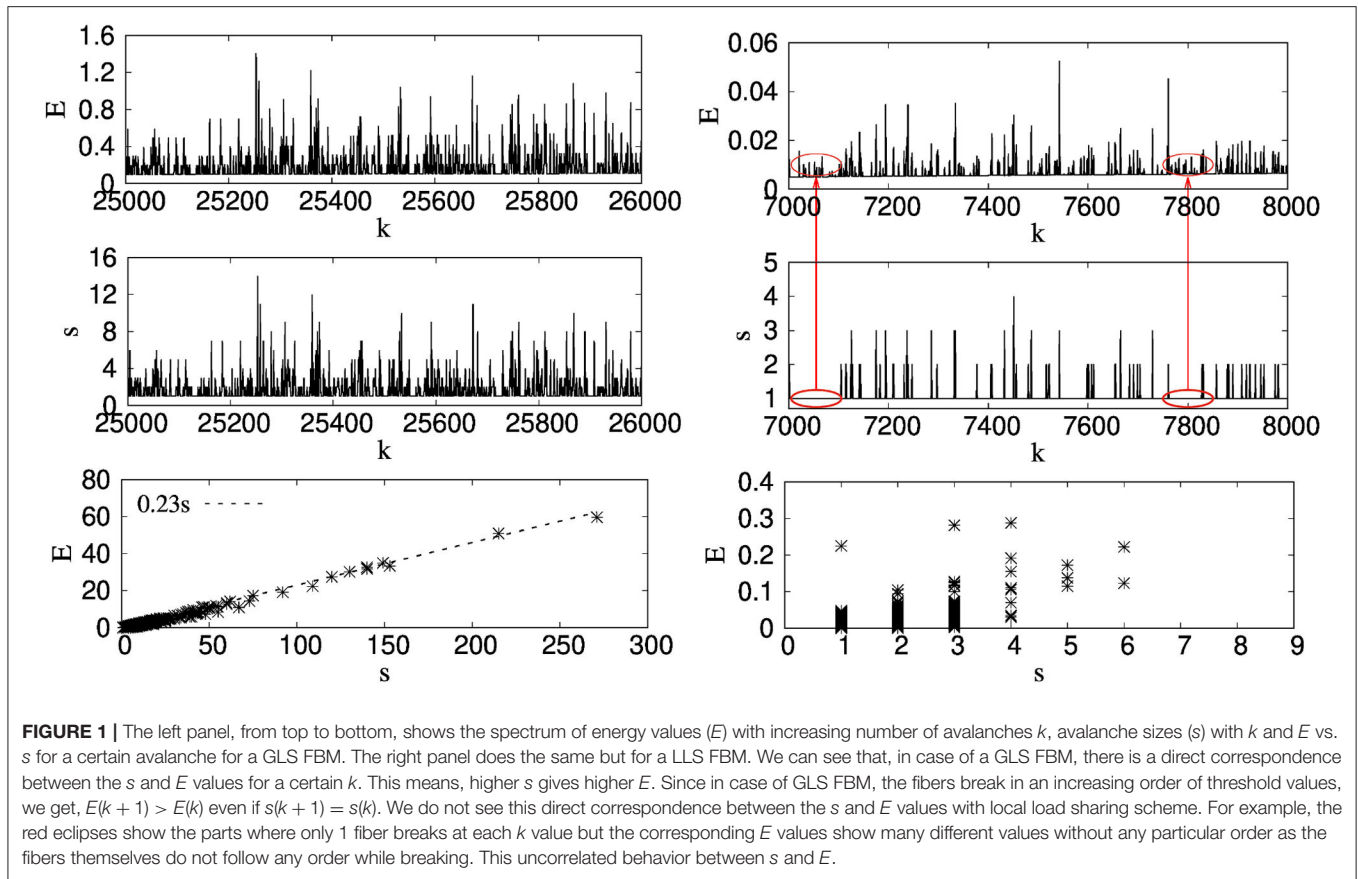 1.6
1.2
0.8
0.4
0
E
25000 25200 25400 25600 25800 26000
k
0.06
0.04
0.02
0
E
7000 7200 7400 7600 7800 8000
k
16
12
8
4
0
s
25000 25200 25400 25600 25800 26000
k
5
4
3
2
1
s
7000 7200 7400 7600 7800 8000
k
80
60
40
20
0
E
0.23s
0 50 100 150 200 250 300
s
0.4
0.3
0.2
0.1
0
E
0 1 2 3 4 5 6 7 8 9
s
FIGURE 1 | The left panel, from top to bottom, shows the spectrum of energy values (E) with increasing number of avalanches k, avalanche sizes (s) with k and E vs.
s for a certain avalanche for a GLS FBM. The right panel does the same but for a LLS FBM. We can see that, in case of a GLS FBM, there is a direct correspondence
between the s and E values for a certain k. This means, higher s gives higher E. Since in case of GLS FBM, the fibers break in an increasing order of threshold values,
we get, E(k + 1) > E(k) even if s(k + 1) = s(k). We do not see this direct correspondence between the s and E values with local load sharing scheme. For example, the
red eclipses show the parts where only 1 fiber breaks at each k value but the corresponding E values show many different values without any particular order as the
fibers themselves do not follow any order while breaking. This uncorrelated behavior between s and E.